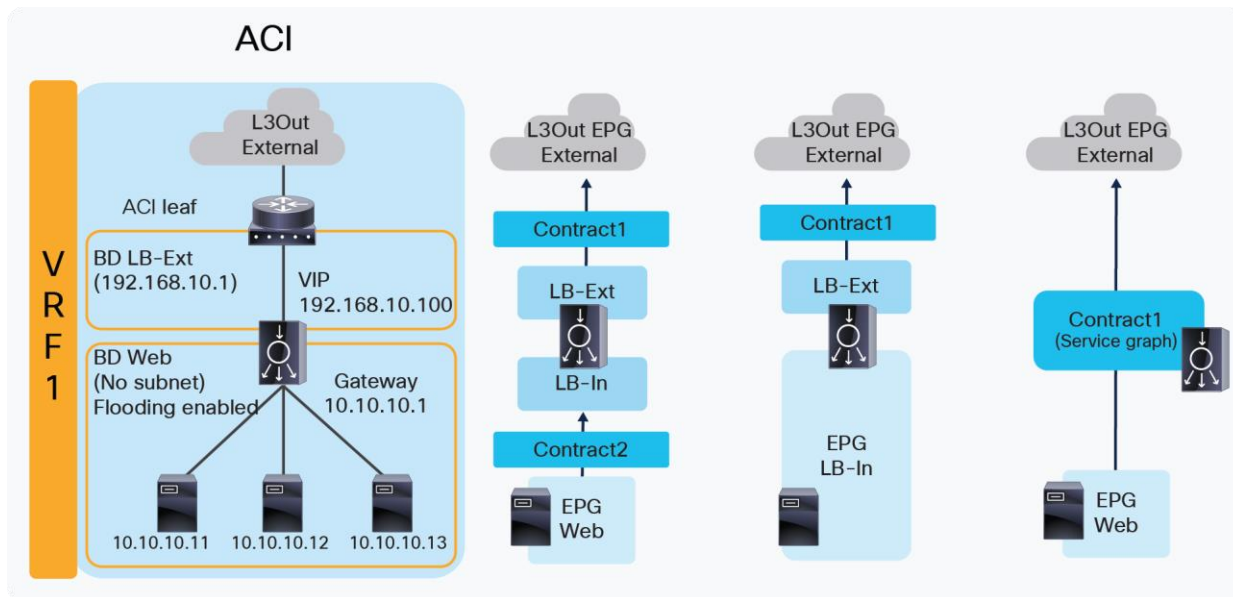 ACI
V
R
F
1
L3Out
External
ACI leaf
BD LB-Ext
(192.168.10.1)
VIP
192.168.10.100
BD Web
(No subnet)
Flooding enabled
Gateway
10.10.10.1
10.10.10.11
10.10.10.12
10.10.10.13
L3Out EPG
External
Contract1
LB-Ext
LB-In
Contract2
EPG
Web
L3Out EPG
External
Contract1
LB-Ext
EPG
LB-In
L3Out EPG
External
Contract1
(Service graph)
EPG
Web